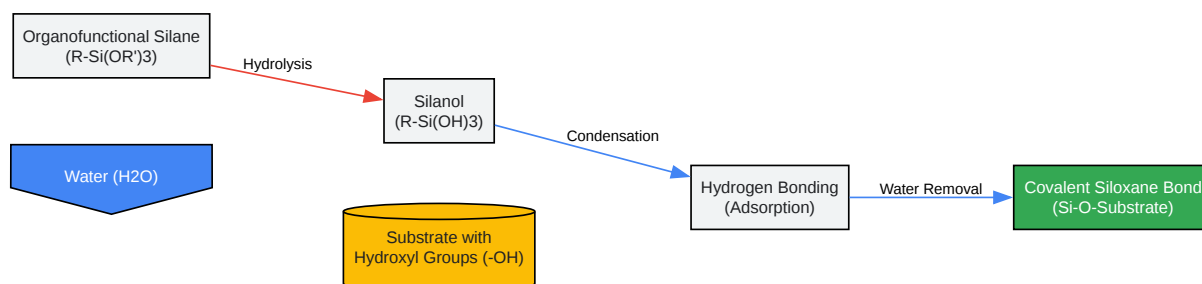 Organofunctional Silane
(R-Si(OR')3)
Hydrolysis
Water (H2O)
Silanol
(R-Si(OH)3)
Condensation
Substrate with
Hydroxyl Groups (-OH)
Hydrogen Bonding
(Adsorption)
Water Removal
Covalent Siloxane Bond
(Si-O-Substrate)